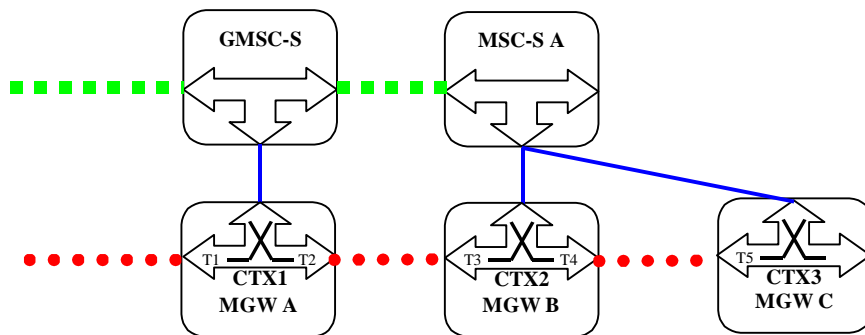 GMSC-S
MSC-S A
T1 T2
CTX1
MGW A
T3 T4
CTX2
MGW B
T5
CTX3
MGW C